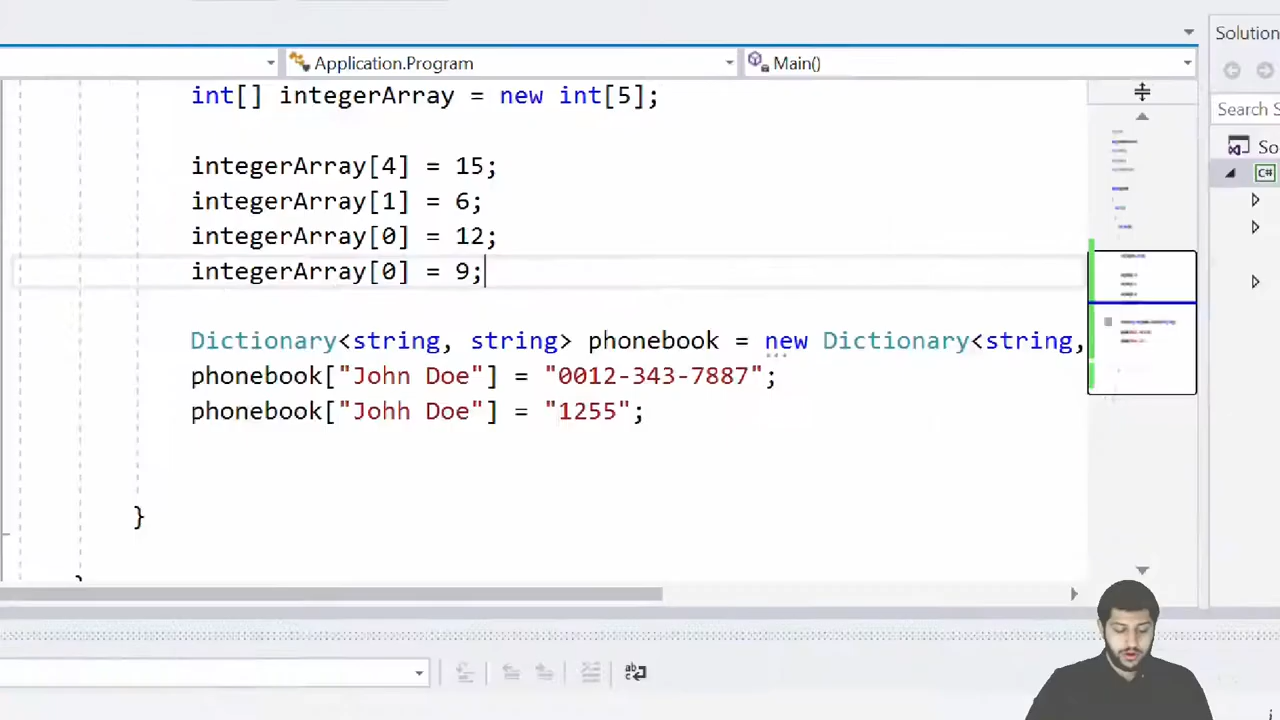 Solution
Application.Program
Main()
Search S
So
C#
int[] integerArray = new int[5];
integerArray[4] = 15;
integerArray[1] = 6;
integerArray[0] = 12;
integerArray[0] = 9;
Dictionary<string, string> phonebook = new Dictionary<string,
phonebook["John Doe"] = "0012-343-7887";
phonebook["Johh Doe"] = "1255";
}